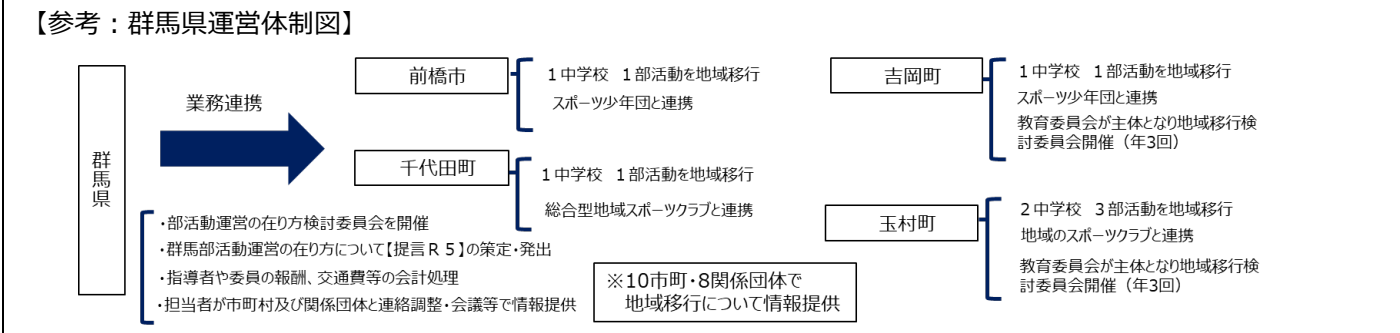 【参考：群馬県運営体制図】
群馬県
業務連携
・部活動運営の在り方検討委員会を開催
・群馬部活動運営の在り方について【提言Ｒ５】の策定・発出
・指導者や委員の報酬、交通費等の会計処理
・担当者が市町村及び関係団体と連絡調整・会議等で情報提供
前橋市
１中学校　１部活動を地域移行
スポーツ少年団と連携
千代田町
１中学校　１部活動を地域移行
総合型地域スポーツクラブと連携
※10市町・8関係団体で
地域移行について情報提供
吉岡町
１中学校　１部活動を地域移行
スポーツ少年団と連携
教育委員会が主体となり地域移行検
討委員会開催（年3回）
玉村町
２中学校　３部活動を地域移行
地域のスポーツクラブと連携
教育委員会が主体となり地域移行検
討委員会開催（年3回）